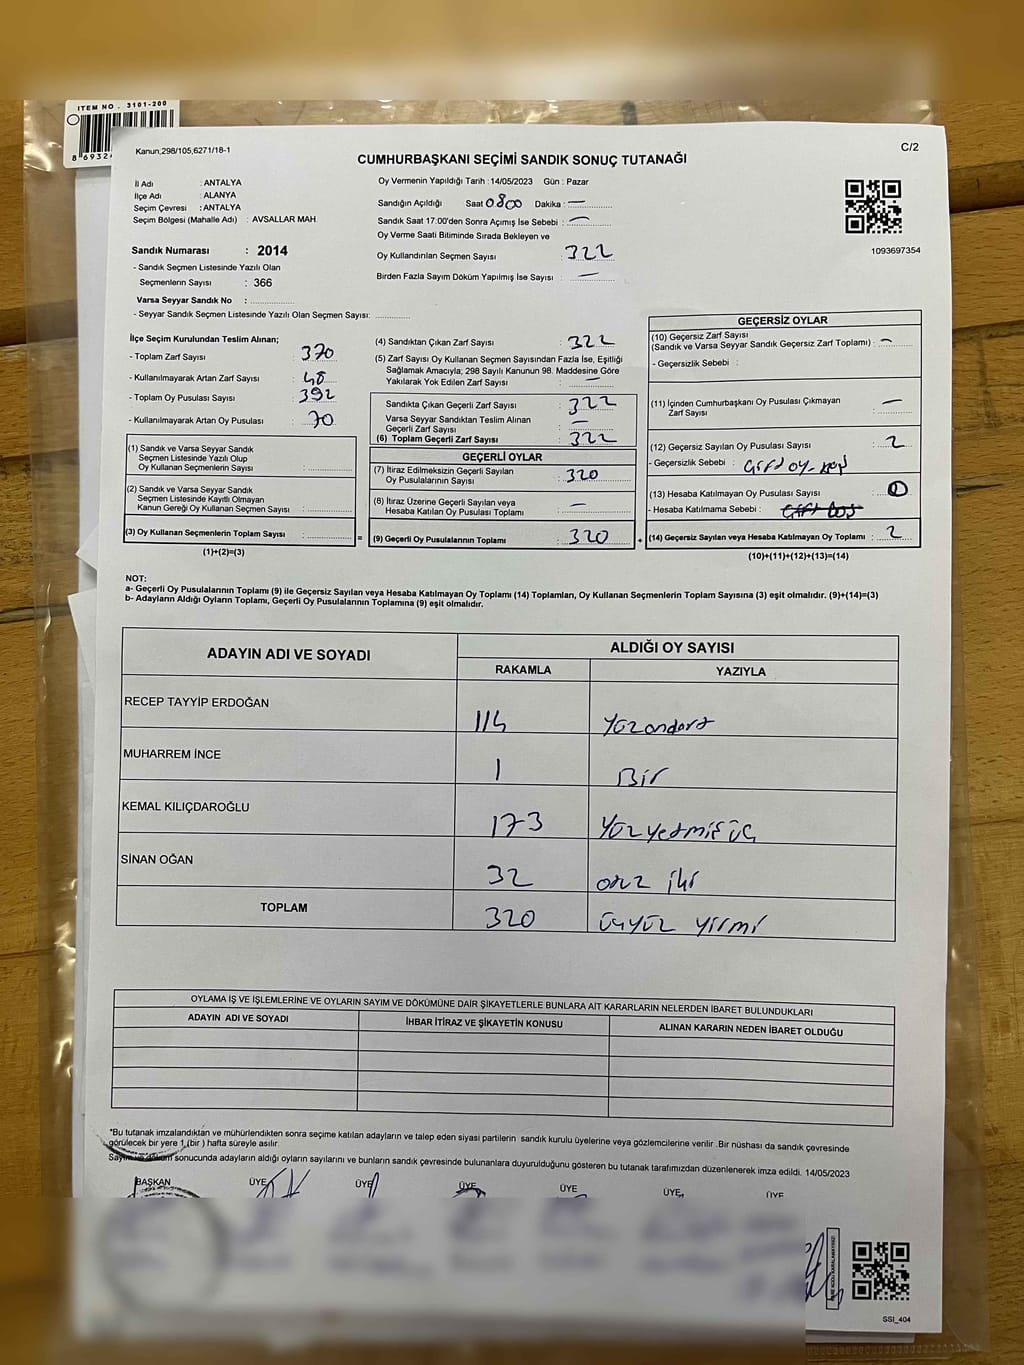 ITEM NO . 3101-200
8 6932
Kanun;298/105,6271/18-1
C/2
CUMHURBAŞKANI SEÇİMİ SANDIK SONUÇ TUTANAĞI
İl Adı : ANTALYA
İlçe Adı : ALANYA
Seçim Çevresi : ANTALYA
Seçim Bölgesi (Mahalle Adı) : AVSALLAR MAH.
Oy Vermenin Yapıldığı Tarih : 14/05/2023 Gün : Pazar
Sandığın Açıldığı Saat 0800 Dakika : —
Sandık Saat 17:00'den Sonra Açımış İse Sebebi : —
Oy Verme Saati Bitiminde Sırada Bekleyen ve
Oy Kullandırılan Seçmen Sayısı : 322
Birden Fazla Sayım Döküm Yapılmış İse Sayısı : —
1093697354
Sandık Numarası : 2014
- Sandık Seçmen Listesinde Yazılı Olan
Seçmenlerin Sayısı : 366
Varsa Seyyar Sandık No :
- Seyyar Sandık Seçmen Listesinde Yazılı Olan Seçmen Sayısı:
İlçe Seçim Kurulundan Teslim Alınan;
- Toplam Zarf Sayısı : 370
- Kullanılmayarak Artan Zarf Sayısı : 48
- Toplam Oy Pusulası Sayısı : 392
- Kullanılmayarak Artan Oy Pusulası : 70
(1) Sandık ve Varsa Seyyar Sandık
Seçmen Listesinde Yazılı Olup
Oy Kullanan Seçmenlerin Sayısı :
(2) Sandık ve Varsa Seyyar Sandık
Seçmen Listesinde Kayıtlı Olmayan
Kanun Gereği Oy Kullanan Seçmen Sayısı :
(3) Oy Kullanan Seçmenlerin Toplam Sayısı : =
(1)+(2)=(3)
(4) Sandıktan Çıkan Zarf Sayısı : 322
(5) Zarf Sayısı Oy Kullanan Seçmen Sayısından Fazla İse, Eşitliği
Sağlamak Amacıyla; 298 Sayılı Kanunun 98. Maddesine Göre
Yakılarak Yok Edilen Zarf Sayısı : —
Sandıkta Çıkan Geçerli Zarf Sayısı : 322
Varsa Seyyar Sandıktan Teslim Alınan
Geçerli Zarf Sayısı : —
(6) Toplam Geçerli Zarf Sayısı : 322
GEÇERLİ OYLAR
(7) İtiraz Edilmeksizin Geçerli Sayılan
Oy Pusulalarının Sayısı : 320
(8) İtiraz Üzerine Geçerli Sayılan veya
Hesaba Katılan Oy Pusulası Toplamı : —
(9) Geçerli Oy Pusulalarının Toplamı : 320 +
GEÇERSİZ OYLAR
(10) Geçersiz Zarf Sayısı
(Sandık ve Varsa Seyyar Sandık Geçersiz Zarf Toplamı) : —
- Geçersizlik Sebebi :
(11) İçinden Cumhurbaşkanı Oy Pusulası Çıkmayan
Zarf Sayısı : —
(12) Geçersiz Sayılan Oy Pusulası Sayısı : 2
- Geçersizlik Sebebi :
(13) Hesaba Katılmayan Oy Pusulası Sayısı :
- Hesaba Katılmama Sebebi :
(14) Geçersiz Sayılan veya Hesaba Katılmayan Oy Toplamı : 2
(10)+(11)+(12)+(13)=(14)
NOT:
a- Geçerli Oy Pusulalarının Toplamı (9) ile Geçersiz Sayılan veya Hesaba Katılmayan Oy Toplamı (14) Toplamları, Oy Kullanan Seçmenlerin Toplam Sayısına (3) eşit olmalıdır. (9)+(14)=(3)
b- Adayların Aldığı Oyların Toplamı, Geçerli Oy Pusulalarının Toplamına (9) eşit olmalıdır.
ADAYIN ADI VE SOYADI
ALDIĞI OY SAYISI
RAKAMLA YAZIYLA
RECEP TAYYİP ERDOĞAN 114 Yüzondört
MUHARREM İNCE 1 Bir
KEMAL KILIÇDAROĞLU 173 Yüzyetmişüç
SİNAN OĞAN 32 otuz iki
TOPLAM 320 üçyüz yirmi
OYLAMA İŞ VE İŞLEMLERİNE VE OYLARIN SAYIM VE DÖKÜMÜNE DAİR ŞİKAYETLERLE BUNLARA AİT KARARLARIN NELERDEN İBARET BULUNDUKLARI
ADAYIN ADI VE SOYADI İHBAR İTİRAZ VE ŞİKAYETİN KONUSU ALINAN KARARIN NEDEN İBARET OLDUĞU
*Bu tutanak imzalandıktan ve mühürlendikten sonra seçime katılan adayların ve talep eden siyasi partilerin sandık kurulu üyelerine veya gözlemcilerine verilir .Bir nüshası da sandık çevresinde
görülecek bir yere 1 (bir ) hafta süreyle asılır.
Sayım ve döküm sonucunda adayların aldığı oyların sayılarını ve bunların sandık çevresinde bulunanlara duyurulduğunu gösteren bu tutanak tarafımızdan düzenlenerek imza edildi. 14/05/2023
BAŞKAN ÜYE ÜYE ÜYE ÜYE ÜYE ÜYE
SSI_404